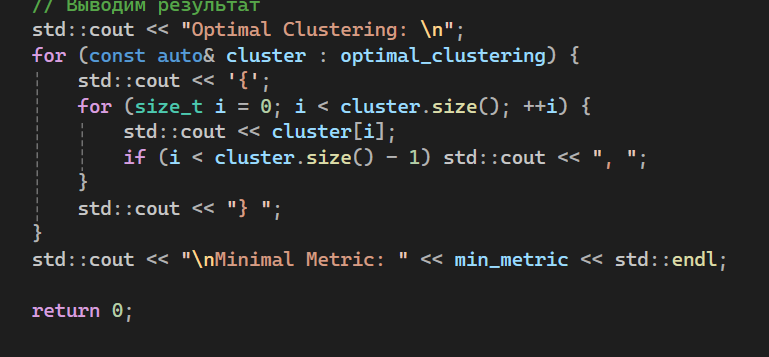 // Выводим результат
std::cout << "Optimal Clustering: \n";
for (const auto& cluster : optimal_clustering) {
    std::cout << '{';
    for (size_t i = 0; i < cluster.size(); ++i) {
        std::cout << cluster[i];
        if (i < cluster.size() - 1) std::cout << ", ";
    }
    std::cout << "} ";
}
std::cout << "\nMinimal Metric: " << min_metric << std::endl;
return 0;